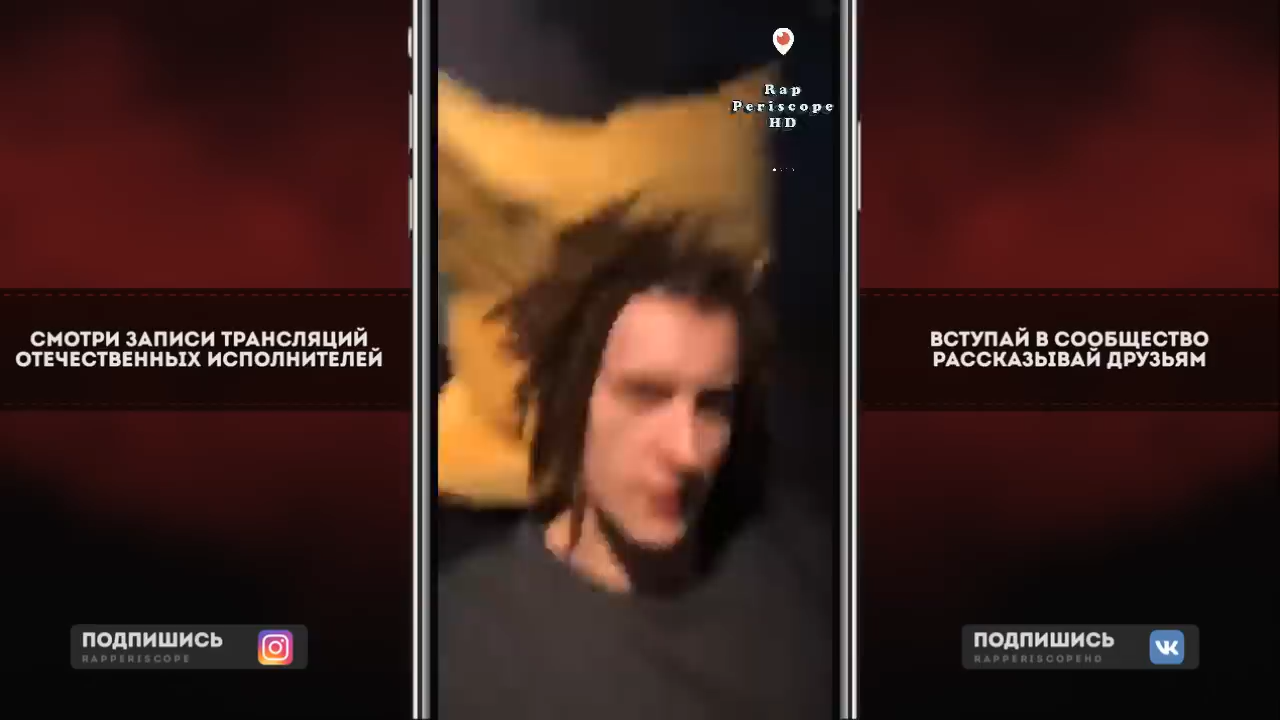 Rap
Periscope
HD
СМОТРИ ЗАПИСИ ТРАНСЛЯЦИЙ
ОТЕЧЕСТВЕННЫХ ИСПОЛНИТЕЛЕЙ
ВСТУПАЙ В СООБЩЕСТВО
РАССКАЗЫВАЙ ДРУЗЬЯМ
ПОДПИШИСЬ
RAPPERISCOPE
ПОДПИШИСЬ
RAPPERISCOPEHD